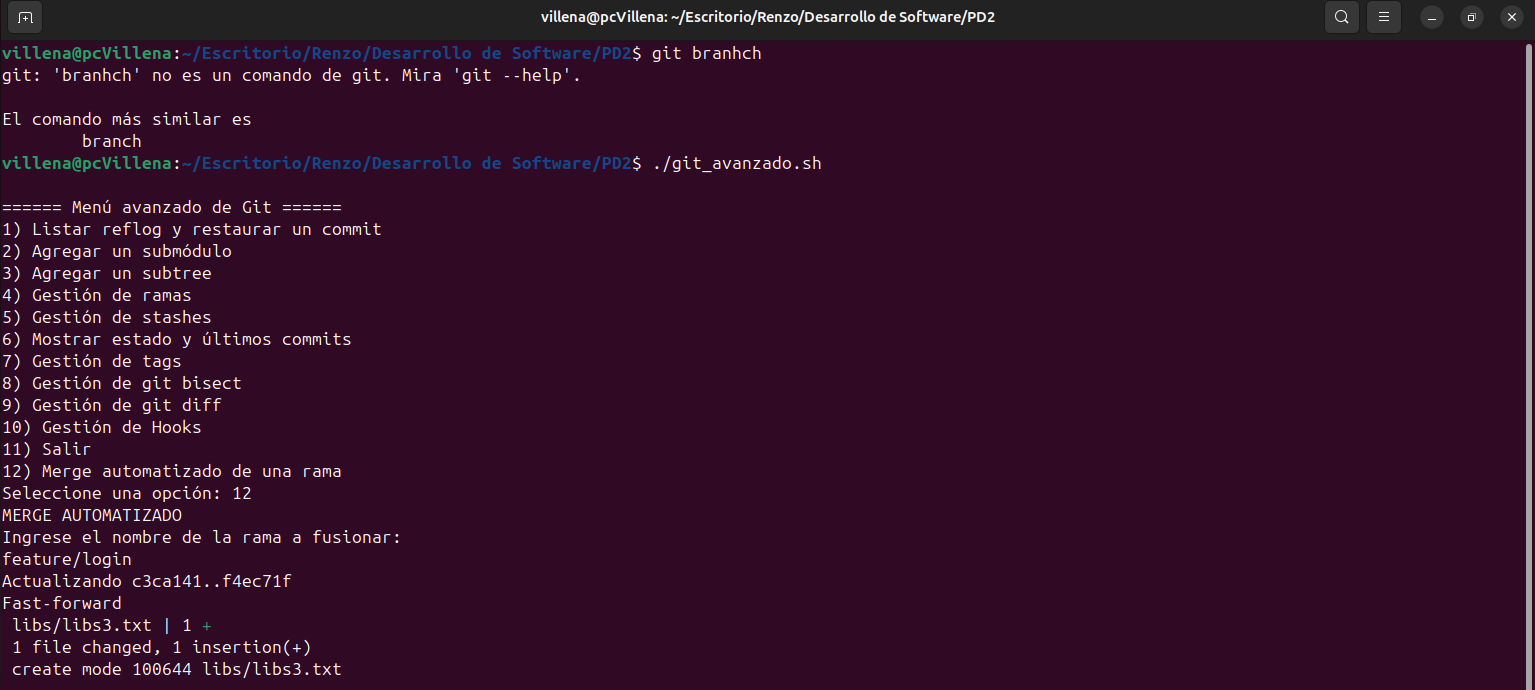 villena@pcVillena: ~/Escritorio/Renzo/Desarrollo de Software/PD2
villena@pcVillena:~/Escritorio/Renzo/Desarrollo de Software/PD2$ git branhch
git: 'branhch' no es un comando de git. Mira 'git --help'.

El comando más similar es
        branch
villena@pcVillena:~/Escritorio/Renzo/Desarrollo de Software/PD2$ ./git_avanzado.sh

====== Menú avanzado de Git ======
1) Listar reflog y restaurar un commit
2) Agregar un submódulo
3) Agregar un subtree
4) Gestión de ramas
5) Gestión de stashes
6) Mostrar estado y últimos commits
7) Gestión de tags
8) Gestión de git bisect
9) Gestión de git diff
10) Gestión de Hooks
11) Salir
12) Merge automatizado de una rama
Seleccione una opción: 12
MERGE AUTOMATIZADO
Ingrese el nombre de la rama a fusionar:
feature/login
Actualizando c3ca141..f4ec71f
Fast-forward
 libs/libs3.txt | 1 +
 1 file changed, 1 insertion(+)
 create mode 100644 libs/libs3.txt